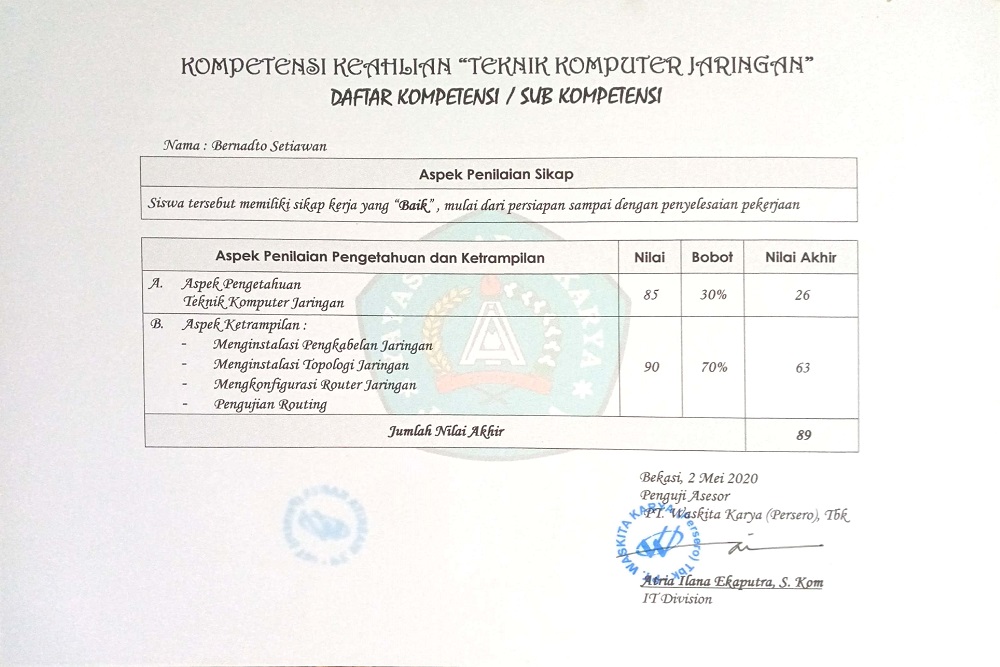 KOMPETENSI KEAHLIAN “TEKNIK KOMPUTER JARINGAN”
DAFTAR KOMPETENSI / SUB KOMPETENSI
Nama : Bernadto Setiawan
Aspek Penilaian Sikap
Siswa tersebut memiliki sikap kerja yang “Baik” , mulai dari persiapan sampai dengan penyelesaian pekerjaan
Aspek Penilaian Pengetahuan dan Ketrampilan Nilai Bobot Nilai Akhir
A. Aspek Pengetahuan
Teknik Komputer Jaringan 85 30% 26
B. Aspek Ketrampilan :
- Menginstalasi Pengkabelan Jaringan
- Menginstalasi Topologi Jaringan 90 70% 63
- Mengkonfigurasi Router Jaringan
- Pengujian Routing
Jumlah Nilai Akhir 89
Bekasi, 2 Mei 2020
Penguji Asesor
PT. Waskita Karya (Persero), Tbk
WASKITA KARYA (Persero) Tbk
Atria Ilana Ekaputra, S. Kom
IT Division